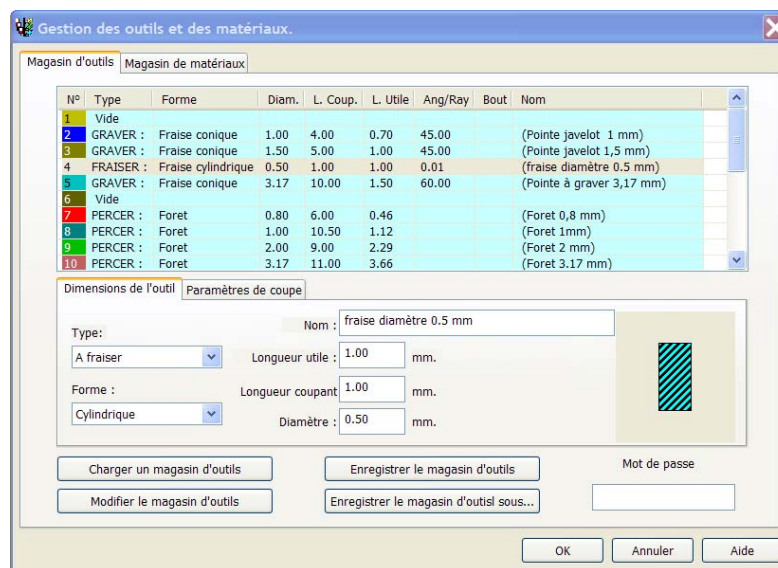 Gestion des outils et des matériaux.
Magasin d'outils Magasin de matériaux
N° Type Forme Diam. L. Coup. L. Utile Ang/Ray Bout Nom
1 Vide
2 GRAVER : Fraise conique 1.00 4.00 0.70 45.00 (Pointe javelot 1 mm)
3 GRAVER : Fraise conique 1.50 5.00 1.00 45.00 (Pointe javelot 1,5 mm)
4 FRAISER : Fraise cylindrique 0.50 1.00 1.00 0.01 (fraise diamètre 0.5 mm)
5 GRAVER : Fraise conique 3.17 10.00 1.50 60.00 (Pointe à graver 3,17 mm)
6 Vide
7 PERCER : Foret 0.80 6.00 0.46 (Foret 0,8 mm)
8 PERCER : Foret 1.00 10.50 1.12 (Foret 1mm)
9 PERCER : Foret 2.00 9.00 2.29 (Foret 2 mm)
10 PERCER : Foret 3.17 11.00 3.66 (Foret 3.17 mm)
Dimensions de l'outil Paramètres de coupe
Nom : fraise diamètre 0.5 mm
Type:
A fraiser Longueur utile : 1.00 mm.
Forme : Longueur coupant 1.00 mm.
Cylindrique Diamètre : 0.50 mm.
Charger un magasin d'outils Enregistrer le magasin d'outils Mot de passe
Modifier le magasin d'outils Enregistrer le magasin d'outisl sous...
OK Annuler Aide